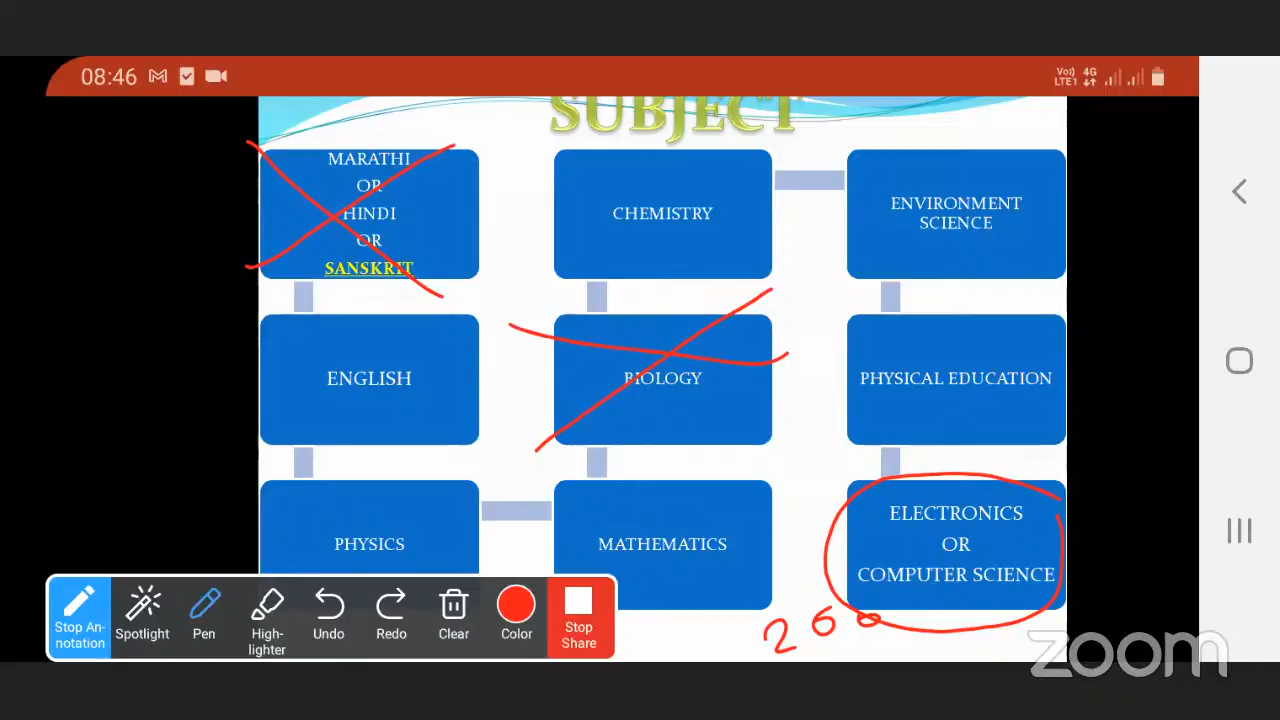 08:46
Vo)) 4G
LTE1
SUBJECT
MARATHI
OR
HINDI
OR
SANSKRIT
CHEMISTRY
ENVIRONMENT
SCIENCE
ENGLISH
BIOLOGY
PHYSICAL EDUCATION
PHYSICS
MATHEMATICS
ELECTRONICS
OR
COMPUTER SCIENCE
200
Stop An-
notation
Spotlight
Pen
High-
lighter
Undo
Redo
Clear
Color
Stop
Share
zoom